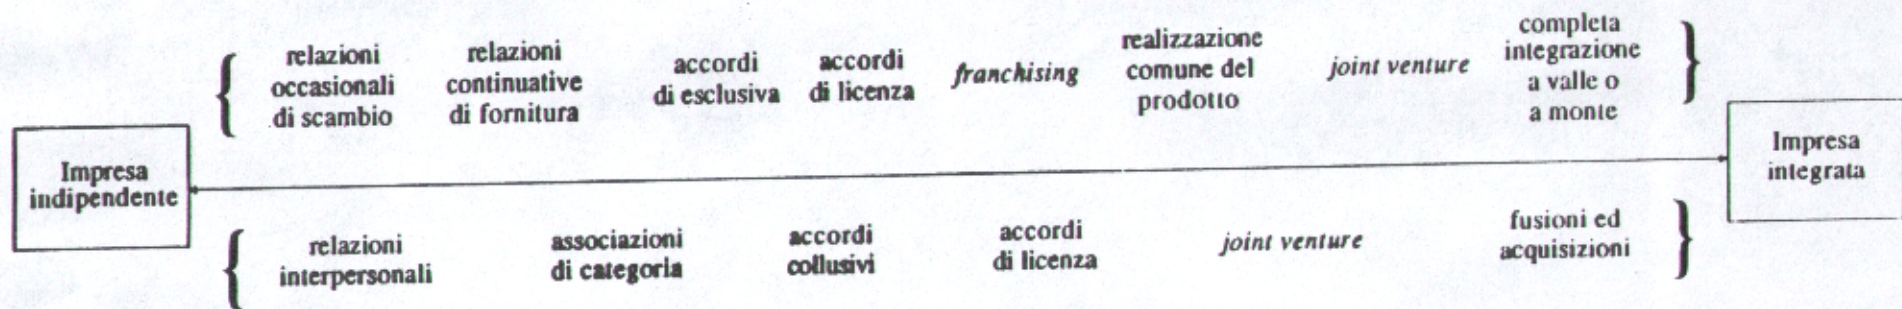 relazioni
occasionali
di scambio
relazioni
continuative
di fornitura
accordi
di esclusiva
accordi
di licenza
franchising
realizzazione
comune del
prodotto
joint venture
completa
integrazione
a valle o
a monte
Impresa
indipendente
Impresa
integrata
relazioni
interpersonali
associazioni
di categoria
accordi
collusivi
accordi
di licenza
joint venture
fusioni ed
acquisizioni